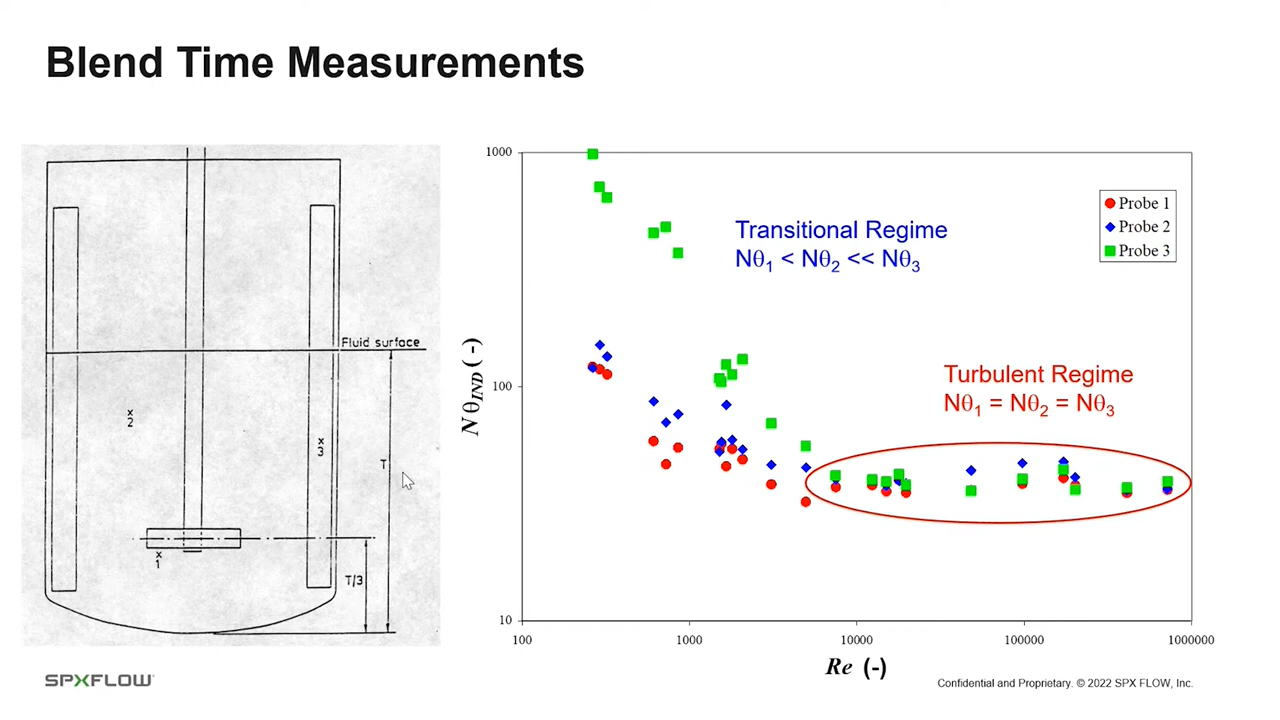 Blend Time Measurements
Fluid surface
x
2
x
3
T
x
1
T/3
1000
100
10
NθIND (-)
100
1000
10000
100000
1000000
Re (-)
Transitional Regime
Nθ1 < Nθ2 << Nθ3
Probe 1
Probe 2
Probe 3
Turbulent Regime
Nθ1 = Nθ2 = Nθ3
SPXFLOW
Confidential and Proprietary. © 2022 SPX FLOW, Inc.